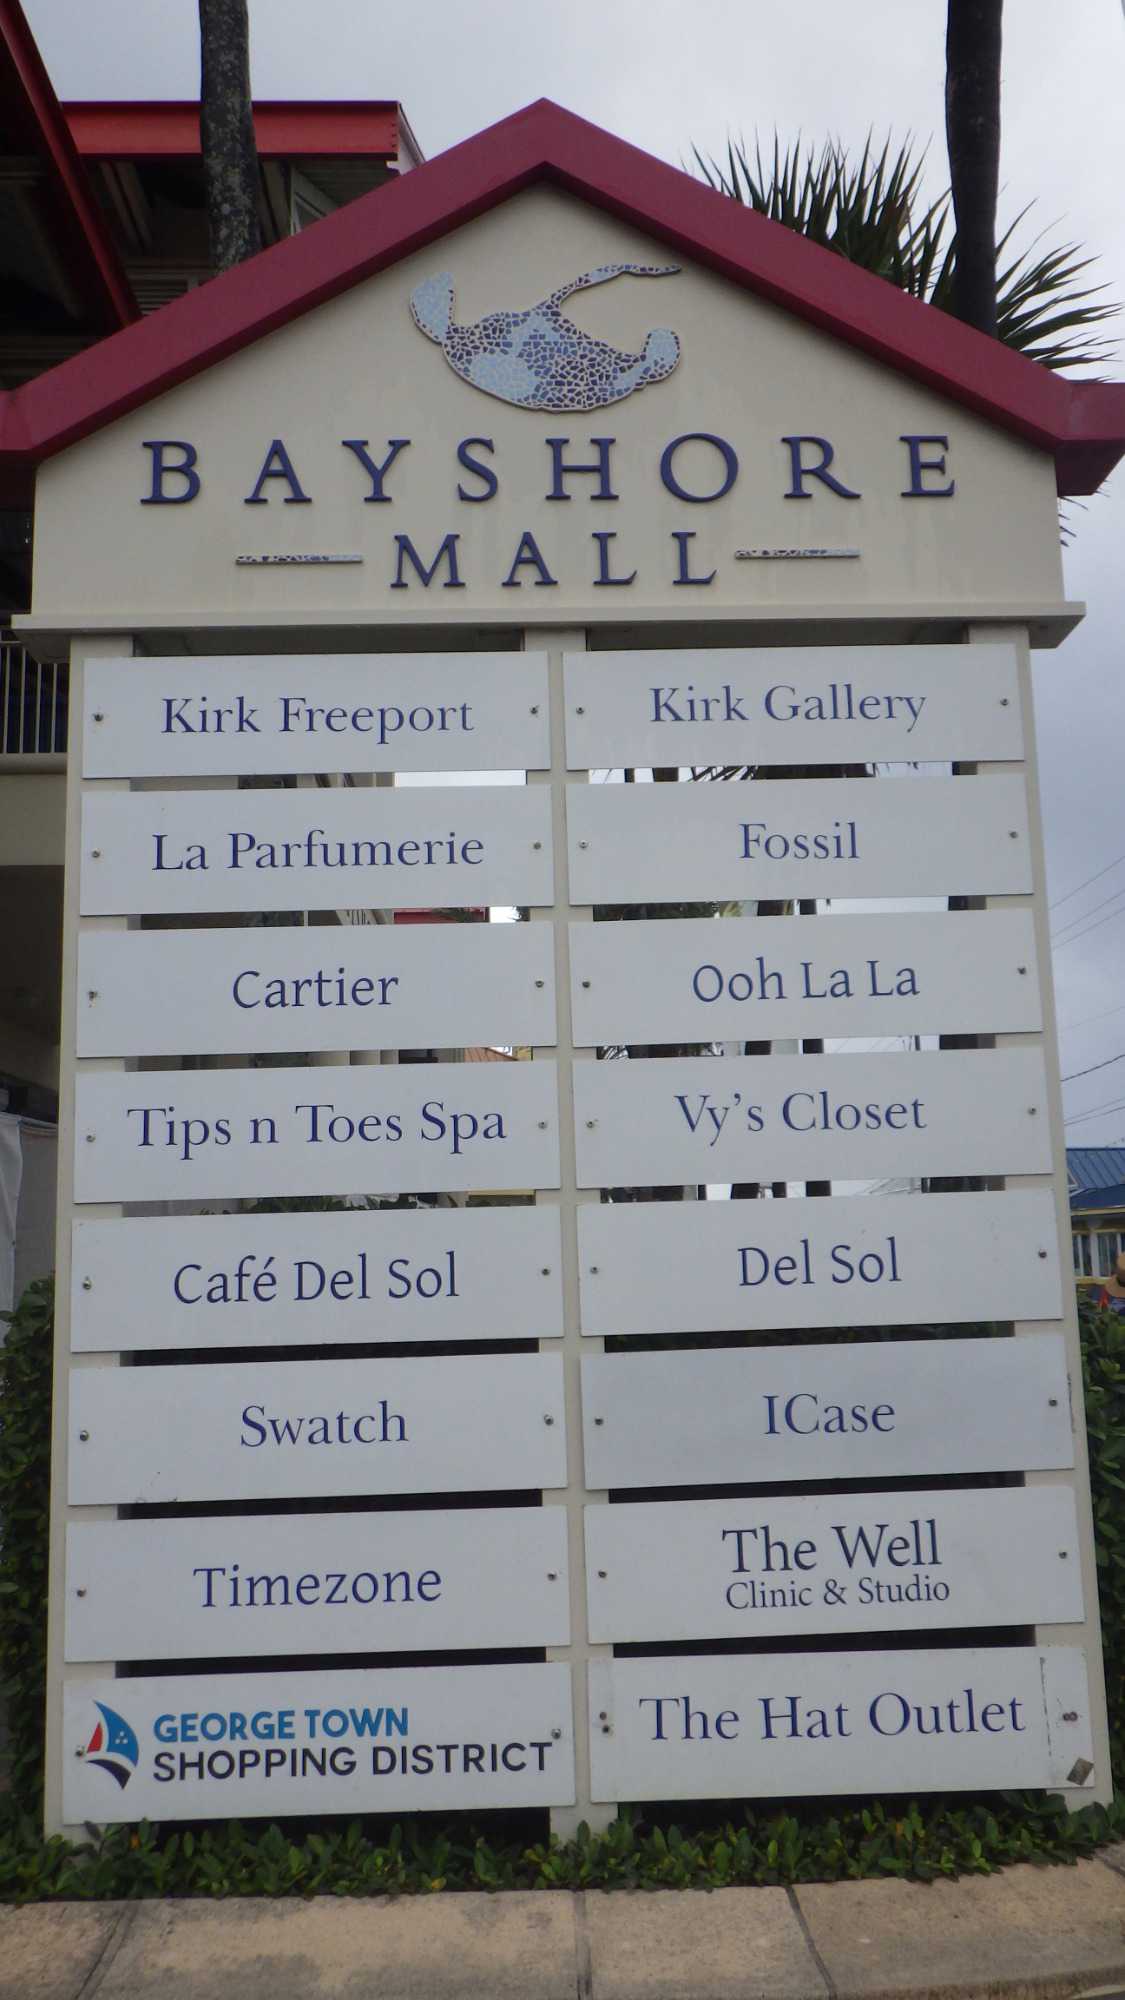 BAYSHORE
MALL
Kirk Freeport
Kirk Gallery
La Parfumerie
Fossil
Cartier
Ooh La La
Tips n Toes Spa
Vy's Closet
Café Del Sol
Del Sol
Swatch
ICase
Timezone
The Well
Clinic & Studio
GEORGE TOWN
SHOPPING DISTRICT
The Hat Outlet